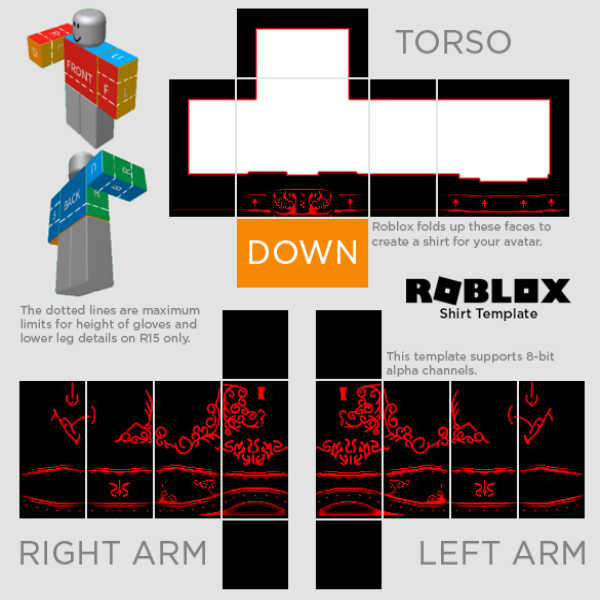 TORSO
FRONT
F
L
D
R
U
BACK
B
R
DOWN
Roblox folds up these faces to
create a shirt for your avatar.
ROBLOX
Shirt Template
The dotted lines are maximum
limits for height of gloves and
lower leg details on R15 only.
This template supports 8-bit
alpha channels.
RIGHT ARM
LEFT ARM